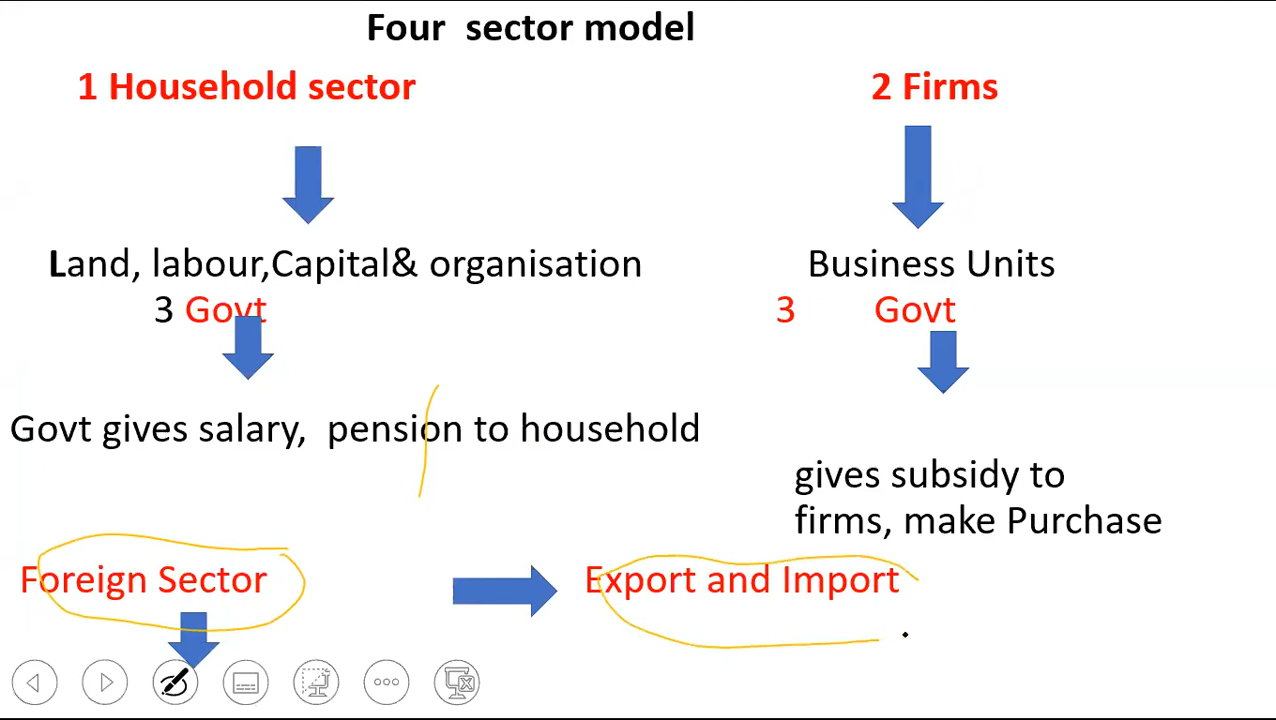 Four sector model
1 Household sector
2 Firms
Land, labour,Capital& organisation
Business Units
3 Govt
3 Govt
Govt gives salary, pension to household
gives subsidy to
firms, make Purchase
Foreign Sector
Export and Import